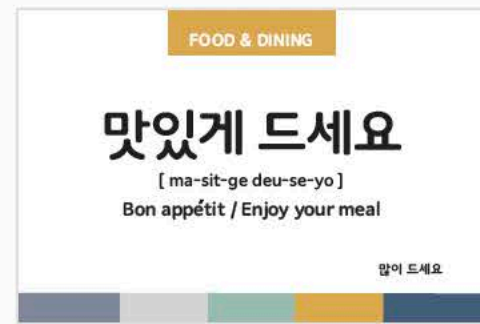 FOOD & DINING
맛있게 드세요
[ ma-sit-ge deu-se-yo ]
Bon appétit / Enjoy your meal
많이 드세요